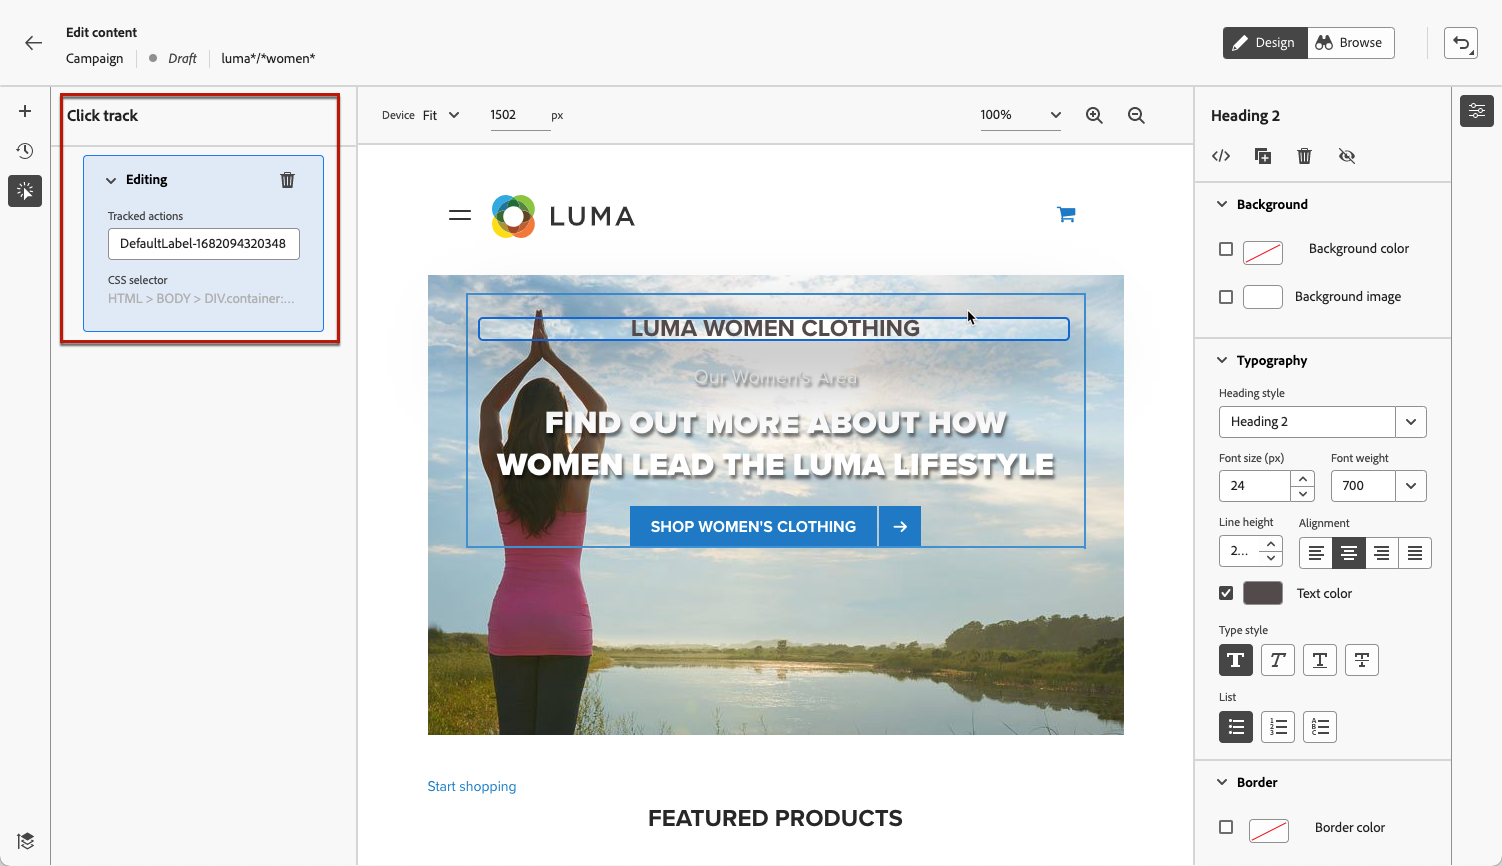 Edit content
Campaign
Draft
luma*/*women*
Design
Browse
Click track
Editing
Tracked actions
DefaultLabel-1682094320348
CSS selector
HTML > BODY > DIV.container:...
Device
Fit
1502
px
100%
LUMA
LUMA WOMEN CLOTHING
Our Women's Area
FIND OUT MORE ABOUT HOW
WOMEN LEAD THE LUMA LIFESTYLE
SHOP WOMEN'S CLOTHING
Start shopping
FEATURED PRODUCTS
Heading 2
Background
Background color
Background image
Typography
Heading style
Heading 2
Font size (px)
Font weight
24
700
Line height
Alignment
2...
Text color
Type style
T T T T
List
Border
Border color